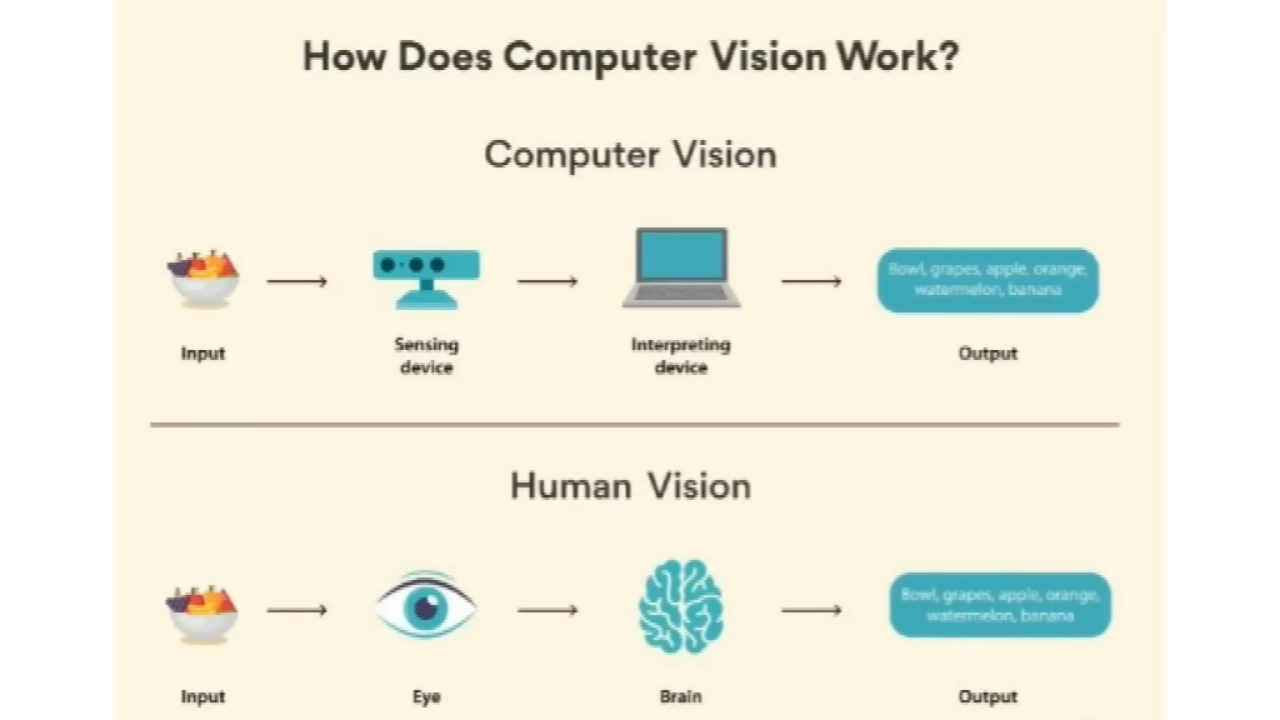 How Does Computer Vision Work?
Computer Vision
Bowl, grapes, apple, orange,
watermelon, banana
Input
Sensing
device
Interpreting
device
Output
Human Vision
Bowl, grapes, apple, orange,
watermelon, banana
Input
Eye
Brain
Output